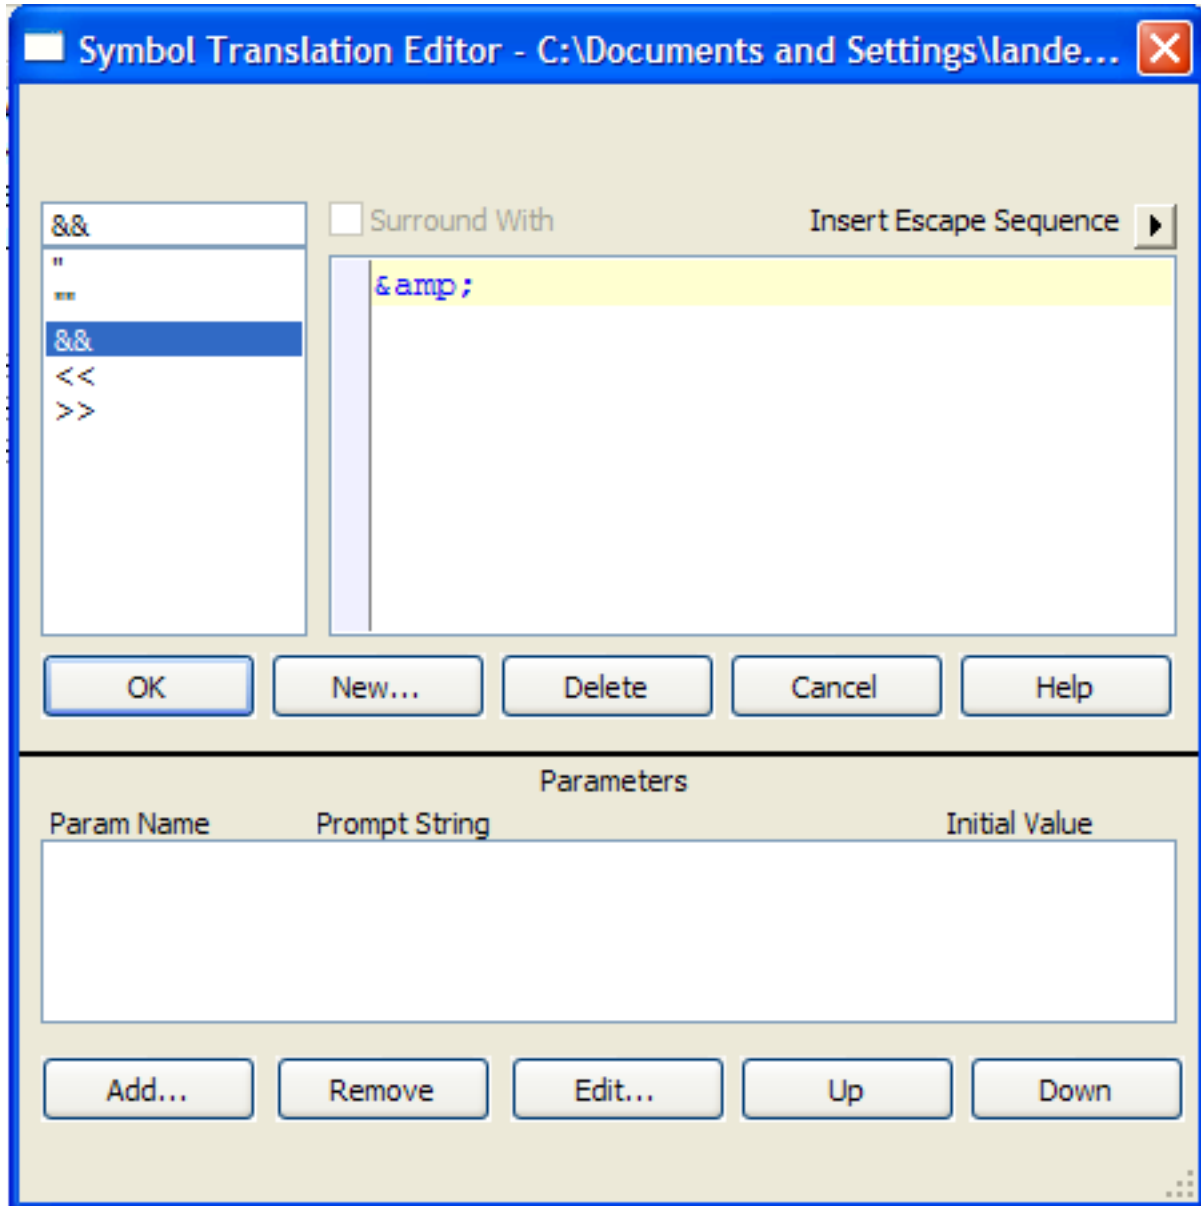 Symbol Translation Editor - C:\Documents and Settings\lande...
&& Surround With Insert Escape Sequence
"
""
&&
<<
>>
&amp;
OK New... Delete Cancel Help
Parameters
Param Name Prompt String Initial Value
Add... Remove Edit... Up Down